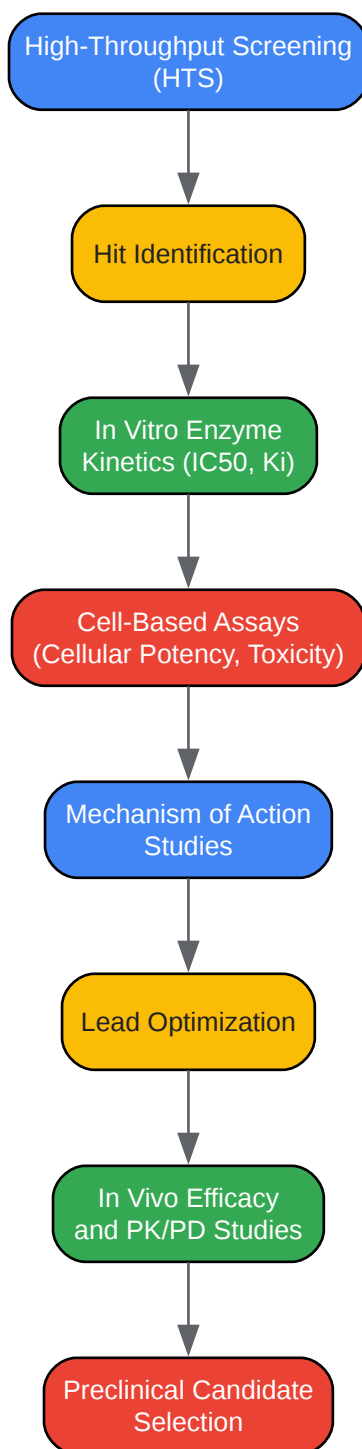 High-Throughput Screening
(HTS)
Hit Identification
In Vitro Enzyme
Kinetics (IC50, Ki)
Cell-Based Assays
(Cellular Potency, Toxicity)
Mechanism of Action
Studies
Lead Optimization
In Vivo Efficacy
and PK/PD Studies
Preclinical Candidate
Selection